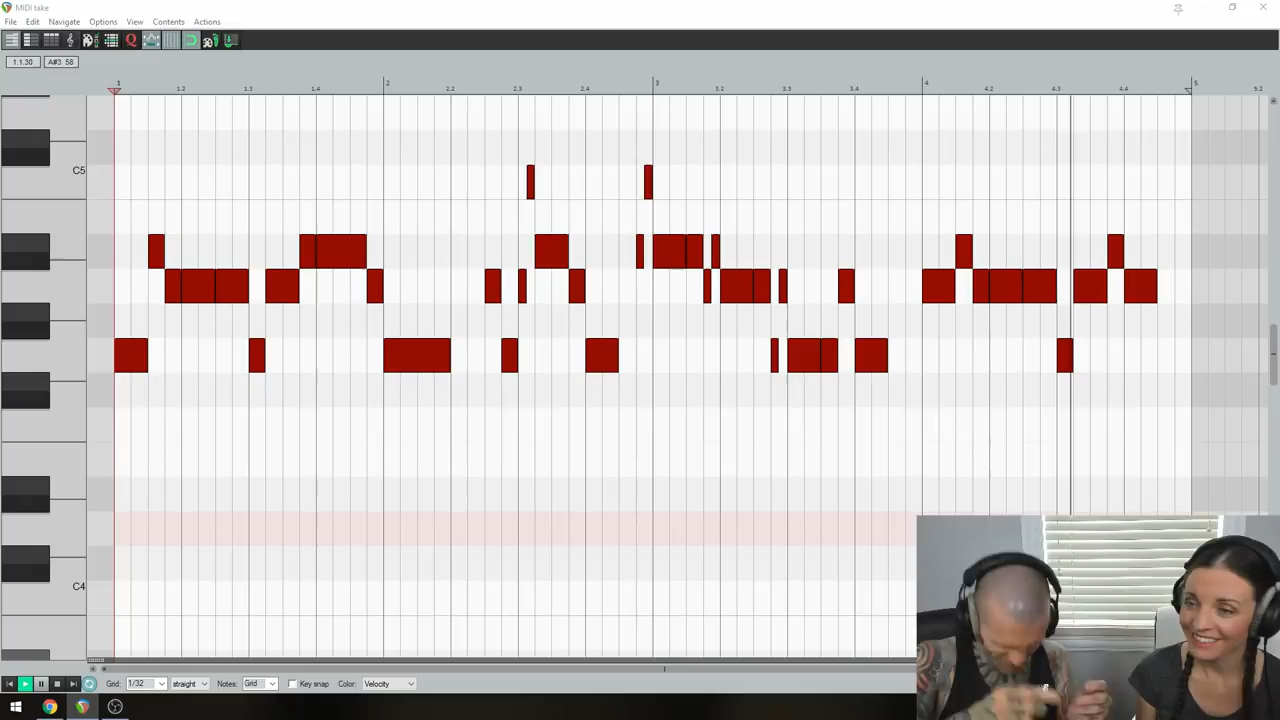 MIDI take
File Edit Navigate Options View Contents Actions
Q
1.1.30 A#3 58
1 1.2 1.3 1.4 2 2.2 2.3 2.4 3 3.2 3.3 3.4 4 4.2 4.3 4.4 5 5.2
C5
C4
Grid: 1/32 straight Notes: Grid Key snap Color: Velocity